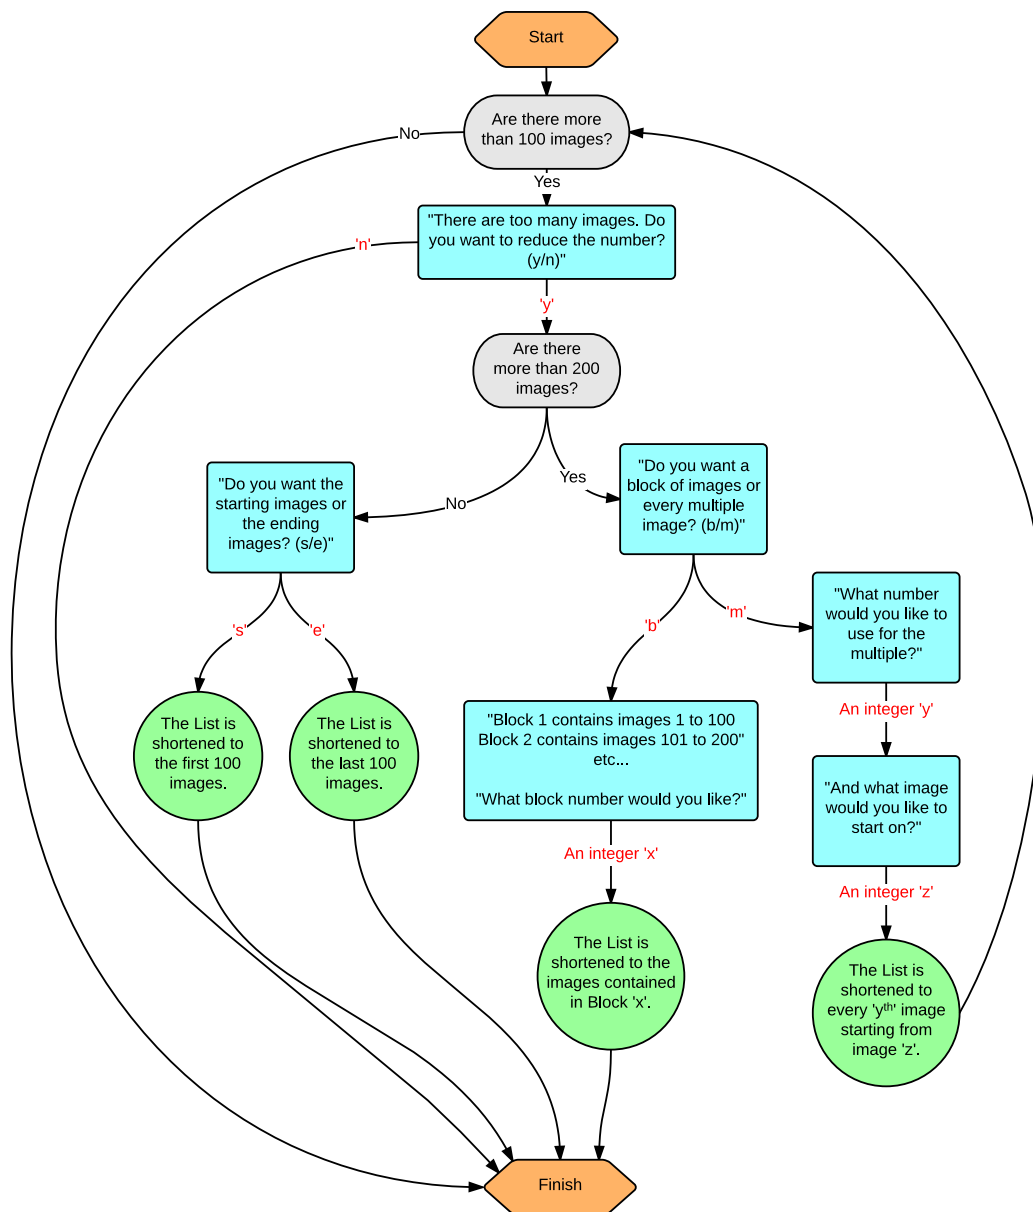 Start
Are there more
than 100 images?
No
Yes
"There are too many images. Do
you want to reduce the number?
(y/n)"
'n'
'y'
Are there
more than 200
images?
No
Yes
"Do you want the
starting images or
the ending
images? (s/e)"
"Do you want a
block of images or
every multiple
image? (b/m)"
's'
'e'
'b'
'm'
"What number
would you like to
use for the
multiple?"
An integer 'y'
The List is
shortened to
the first 100
images.
The List is
shortened to
the last 100
images.
"Block 1 contains images 1 to 100
Block 2 contains images 101 to 200"
etc...
"What block number would you like?"
"And what image
would you like to
start on?"
An integer 'x'
An integer 'z'
The List is
shortened to the
images contained
in Block 'x'.
The List is
shortened to
every 'yᵗʰ' image
starting from
image 'z'.
Finish